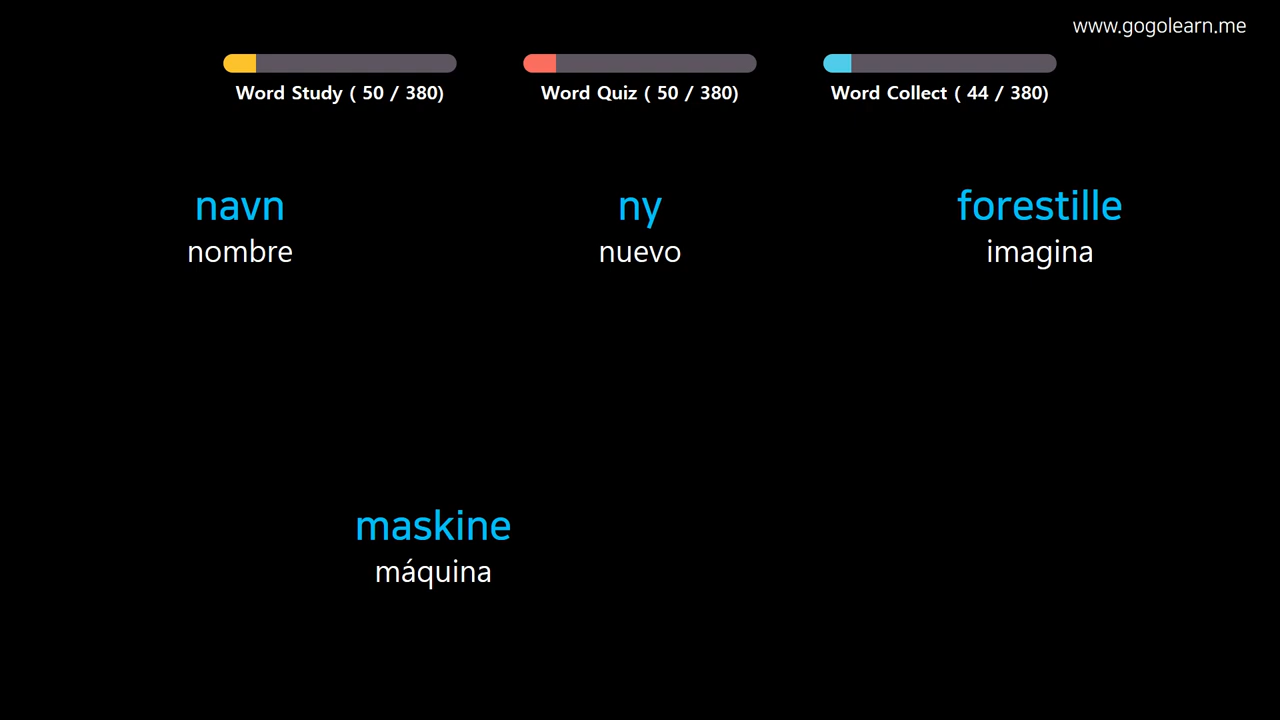 www.gogolearn.me
Word Study ( 50 / 380)
Word Quiz ( 50 / 380)
Word Collect ( 44 / 380)
navn
nombre
ny
nuevo
forestille
imagina
maskine
máquina